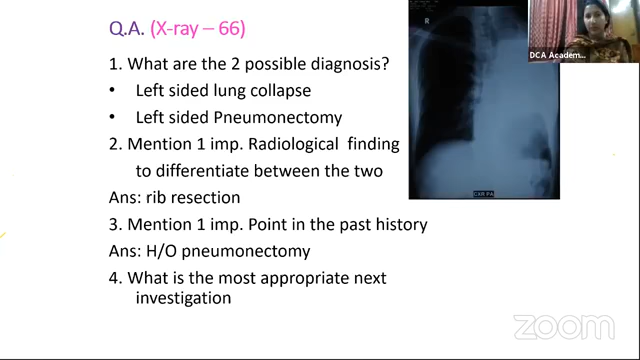 Q.A. (X-ray – 66)
1. What are the 2 possible diagnosis?
• Left sided lung collapse
• Left sided Pneumonectomy
2. Mention 1 imp. Radiological finding
to differentiate between the two
Ans: rib resection
3. Mention 1 imp. Point in the past history
Ans: H/O pneumonectomy
4. What is the most appropriate next
investigation
R
CXR PA
DCA Academ...
zoom